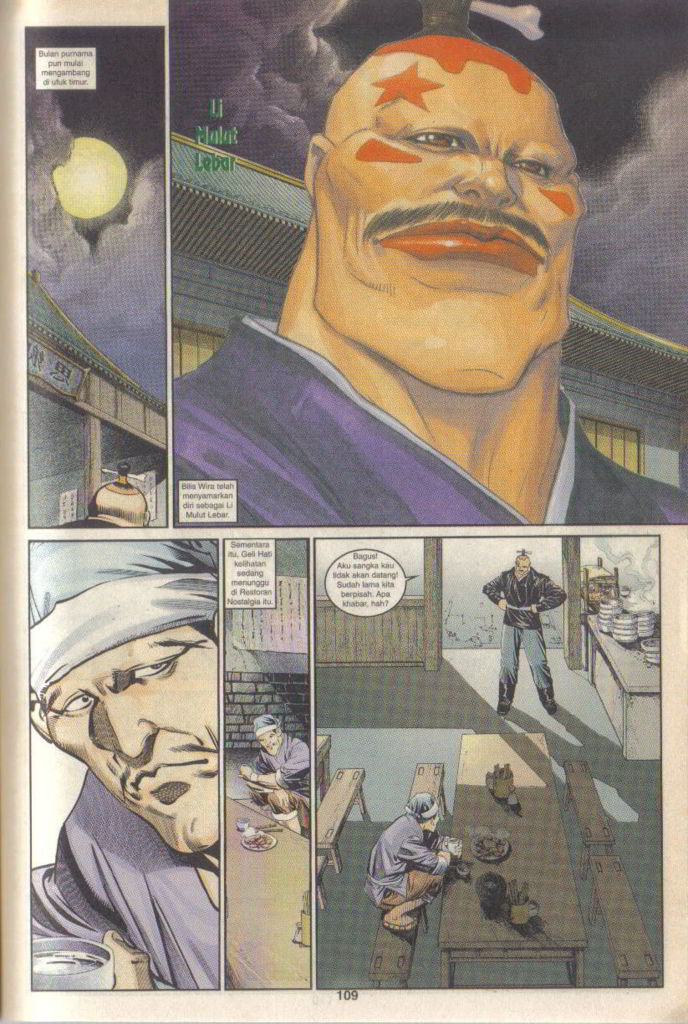 Bulan purnama
pun mulai
mengambang
di ufuk timur.
Li
Mulut
Lebar
Bilis Wira telah
menyamarkan
diri sebagai Li
Mulut Lebar.
Sementara
itu, Geli Hati
kelihatan
sedang
menunggu
di Restoran
Nostalgia itu.
Bagus!
Aku sangka kau
tidak akan datang!
Sudah lama kita
berpisah. Apa
khabar, hah?
109